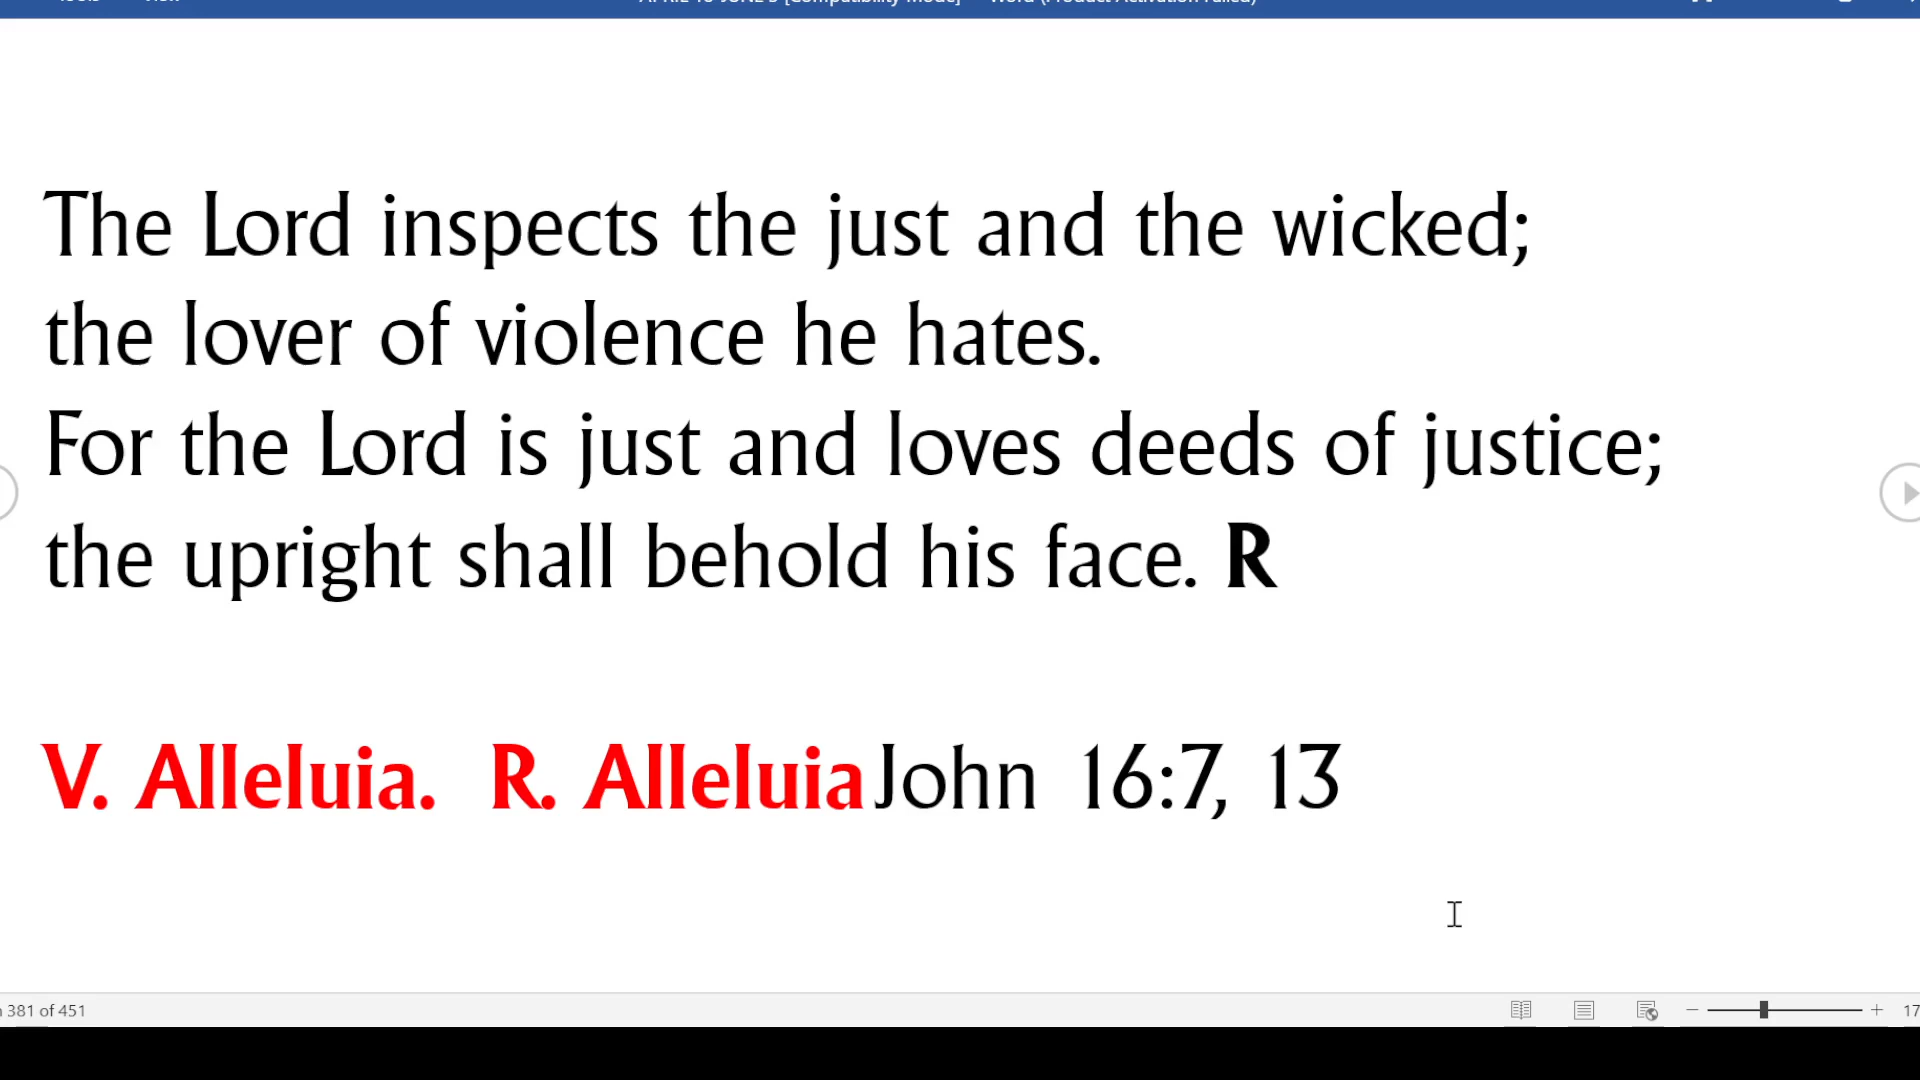 The Lord inspects the just and the wicked;
the lover of violence he hates.
For the Lord is just and loves deeds of justice;
the upright shall behold his face. R
V. Alleluia. R. Alleluia John 16:7, 13
381 of 451
17